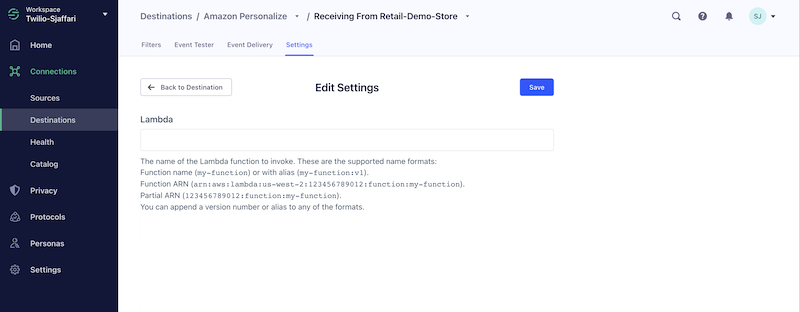 Workspace
Twilio-Sjaffari
Home
Connections
Sources
Destinations
Health
Catalog
Privacy
Protocols
Personas
Settings
Destinations / Amazon Personalize / Receiving From Retail-Demo-Store
SJ
Filters Event Tester Event Delivery Settings
Back to Destination Edit Settings Save
Lambda
The name of the Lambda function to invoke. These are the supported name formats:
Function name (my-function) or with alias (my-function:v1).
Function ARN (arn:aws:lambda:us-west-2:123456789012:function:my-function).
Partial ARN (123456789012:function:my-function).
You can append a version number or alias to any of the formats.